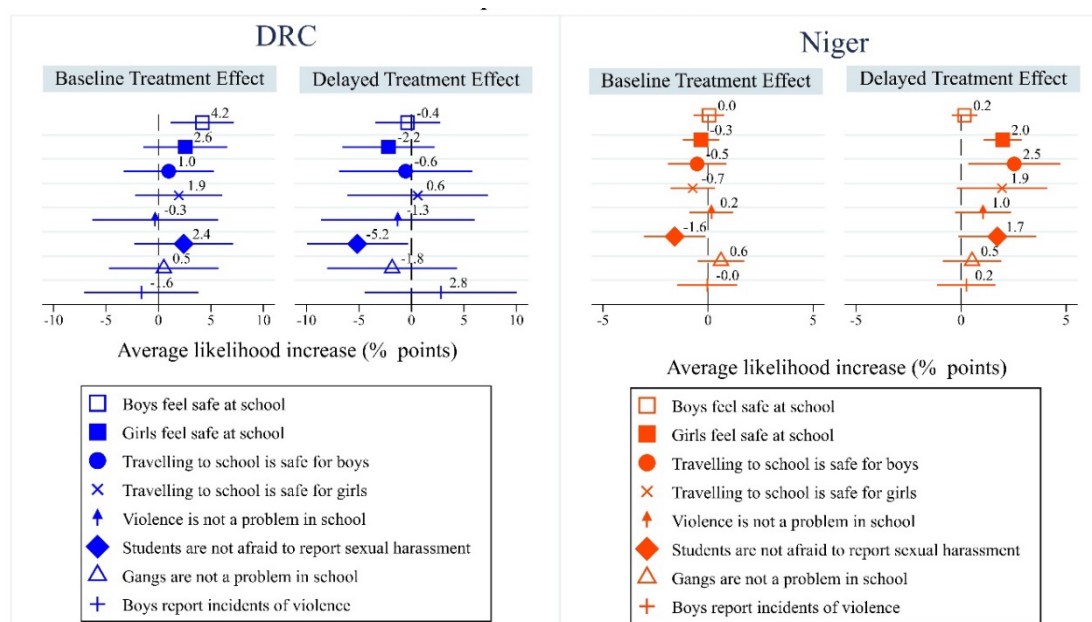 DRC
Baseline Treatment Effect
Delayed Treatment Effect
4.2
2.6
1.0
1.9
-0.3
2.4
0.5
-1.6
-10
-5
0
5
10
-0.4
-2.2
-0.6
0.6
-1.3
-5.2
-1.8
2.8
-10
-5
0
5
10
Average likelihood increase (% points)
Boys feel safe at school
Girls feel safe at school
Travelling to school is safe for boys
Travelling to school is safe for girls
Violence is not a problem in school
Students are not afraid to report sexual harassment
Gangs are not a problem in school
Boys report incidents of violence
Niger
Baseline Treatment Effect
Delayed Treatment Effect
0.0
-0.3
-0.5
-0.7
0.2
-1.6
0.6
-0.0
-5
0
5
0.2
2.0
2.5
1.9
1.0
1.7
0.5
0.2
-5
0
5
Average likelihood increase (% points)
Boys feel safe at school
Girls feel safe at school
Travelling to school is safe for boys
Travelling to school is safe for girls
Violence is not a problem in school
Students are not afraid to report sexual harassment
Gangs are not a problem in school
Boys report incidents of violence